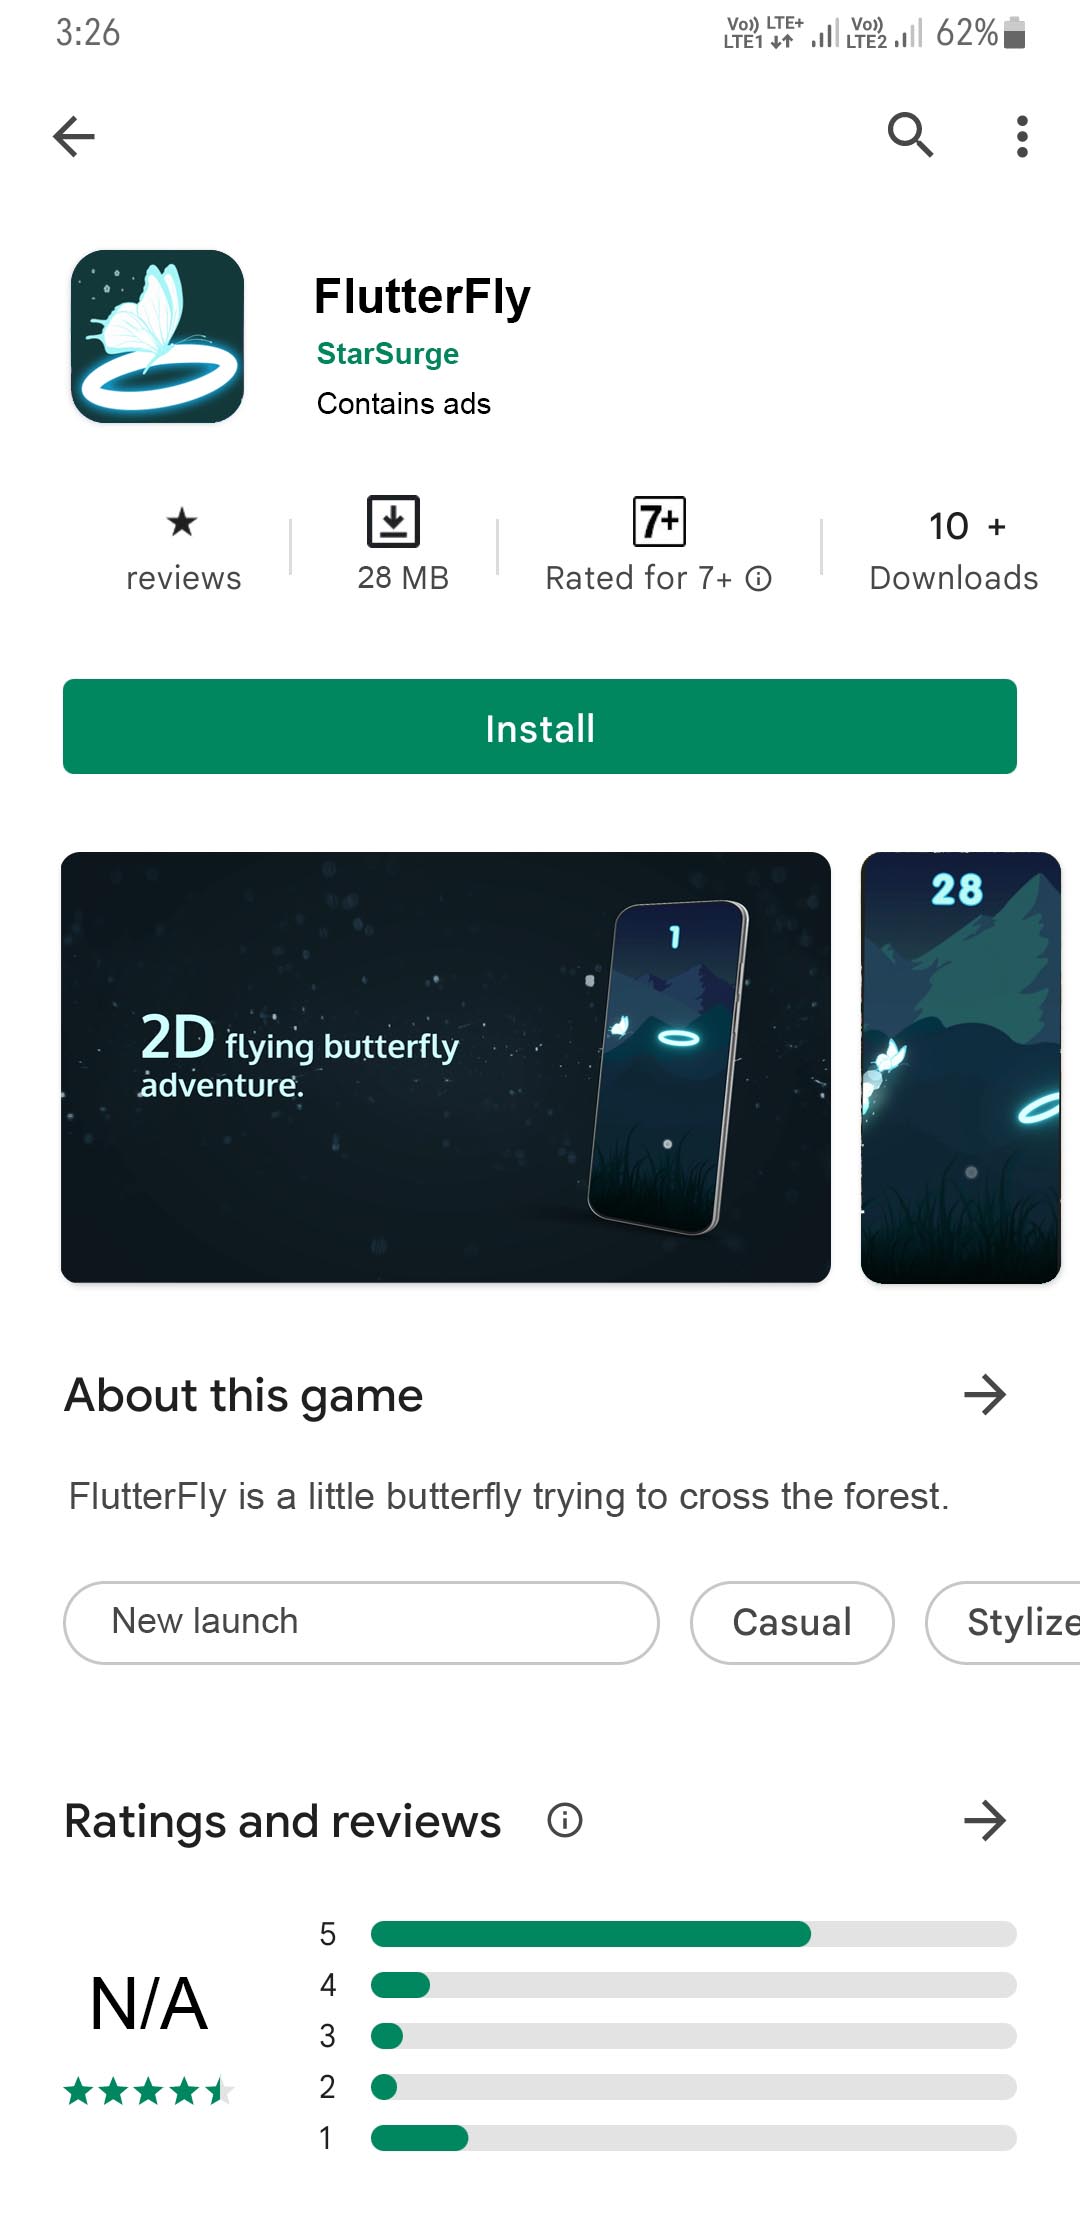 3:26
Vo)) LTE+ Vo)) 62%
LTE1 LTE2
FlutterFly
StarSurge
Contains ads
7+ 10 +
reviews 28 MB Rated for 7+ Downloads
Install
28
1
2D flying butterfly
adventure.
About this game
FlutterFly is a little butterfly trying to cross the forest.
New launch Casual Stylize
Ratings and reviews
5
4
N/A
3
2
1